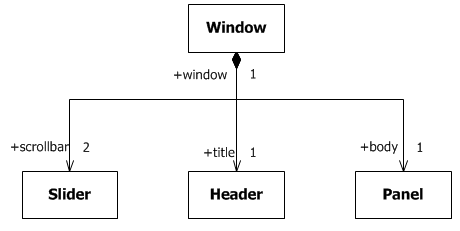 Window
+window 1
+scrollbar 2 +title 1 +body 1
Slider Header Panel